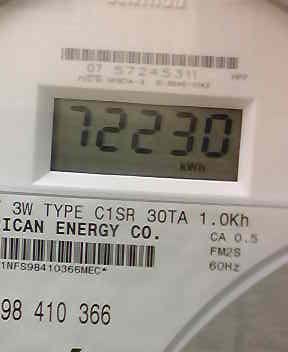 07 57245311
72230
kWh
3W TYPE C1SR 30TA 1.0Kh
ICAN ENERGY CO.
CA 0.5
FM2S
60Hz
1NFS98410366MEC*
98 410 366